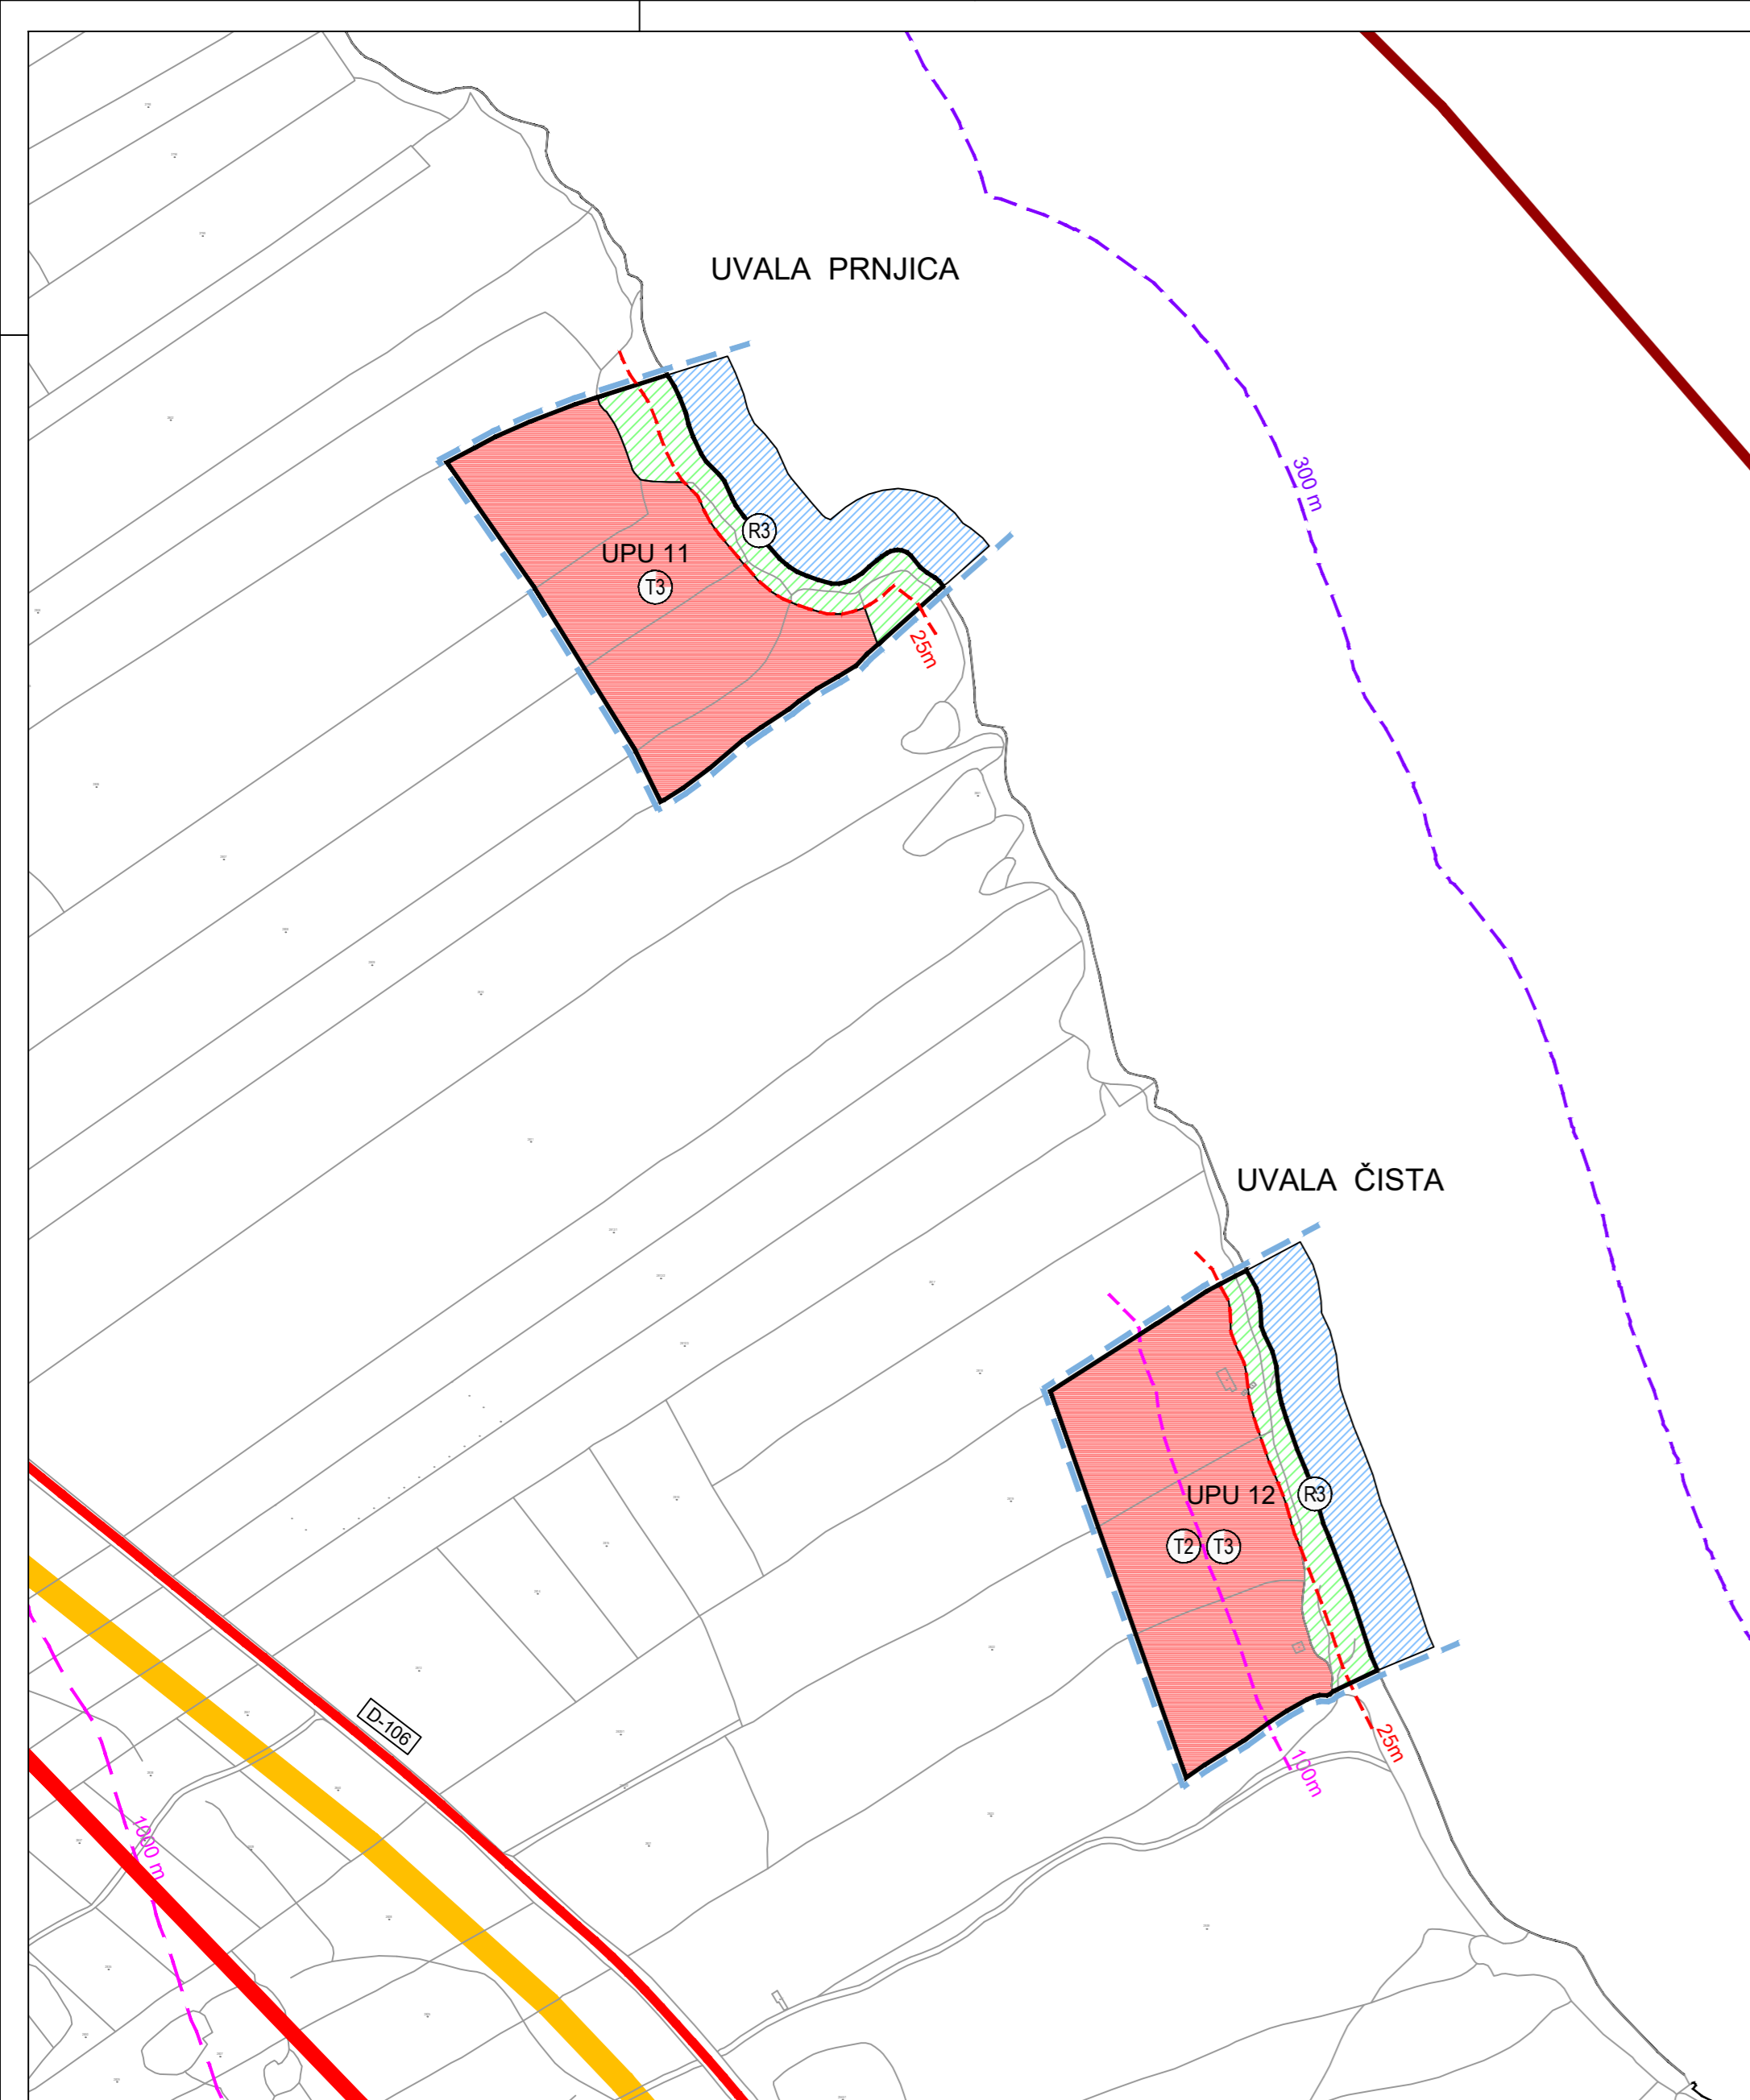 UVALA PRNJICA
300 m
R3
UPU 11
T3
25m
UVALA ČISTA
UPU 12
R3
T2
T3
D-106
25m
100m
1000 m